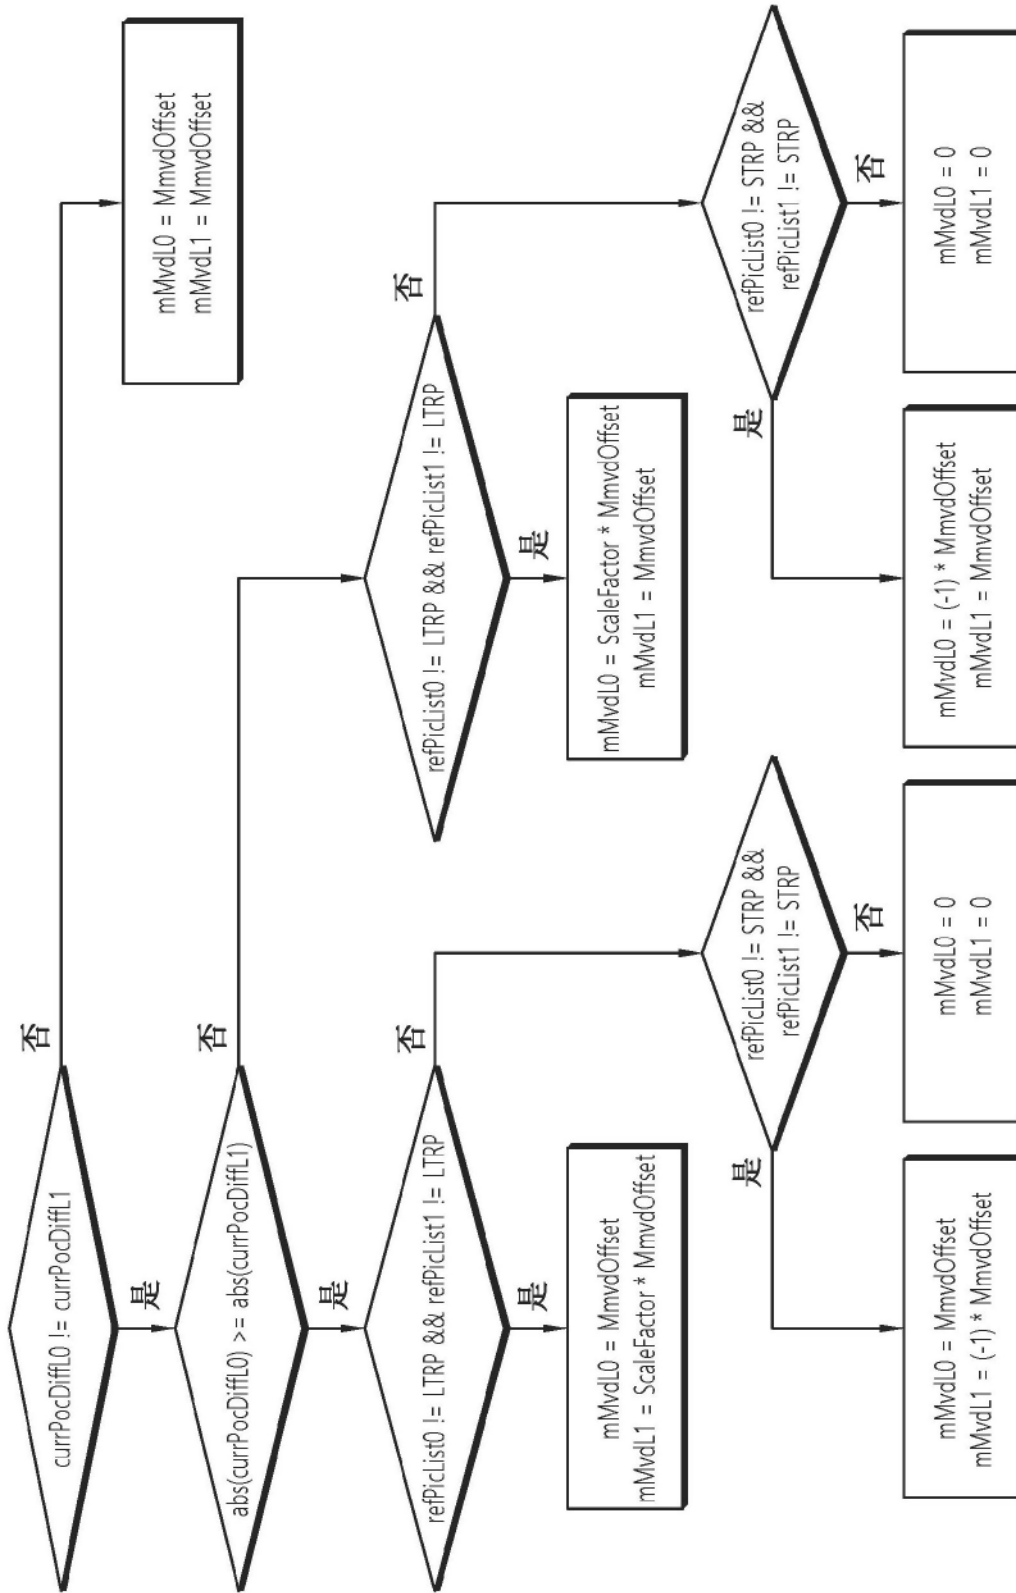 currPocDiffL0 != currPocDiffL1
否
是
mMvdL0 = MmvdOffset
mMvdL1 = MmvdOffset
abs(currPocDiffL0) >= abs(currPocDiffL1)
否
是
refPicList0 != LTRP && refPicList1 != LTRP
否
是
refPicList0 != LTRP && refPicList1 != LTRP
否
是
mMvdL0 = MmvdOffset
mMvdL1 = ScaleFactor * MmvdOffset
mMvdL0 = ScaleFactor * MmvdOffset
mMvdL1 = MmvdOffset
refPicList0 != STRP &&
refPicList1 != STRP
是
否
refPicList0 != STRP &&
refPicList1 != STRP
是
否
mMvdL0 = MmvdOffset
mMvdL1 = (-1) * MmvdOffset
mMvdL0 = 0
mMvdL1 = 0
mMvdL0 = (-1) * MmvdOffset
mMvdL1 = MmvdOffset
mMvdL0 = 0
mMvdL1 = 0